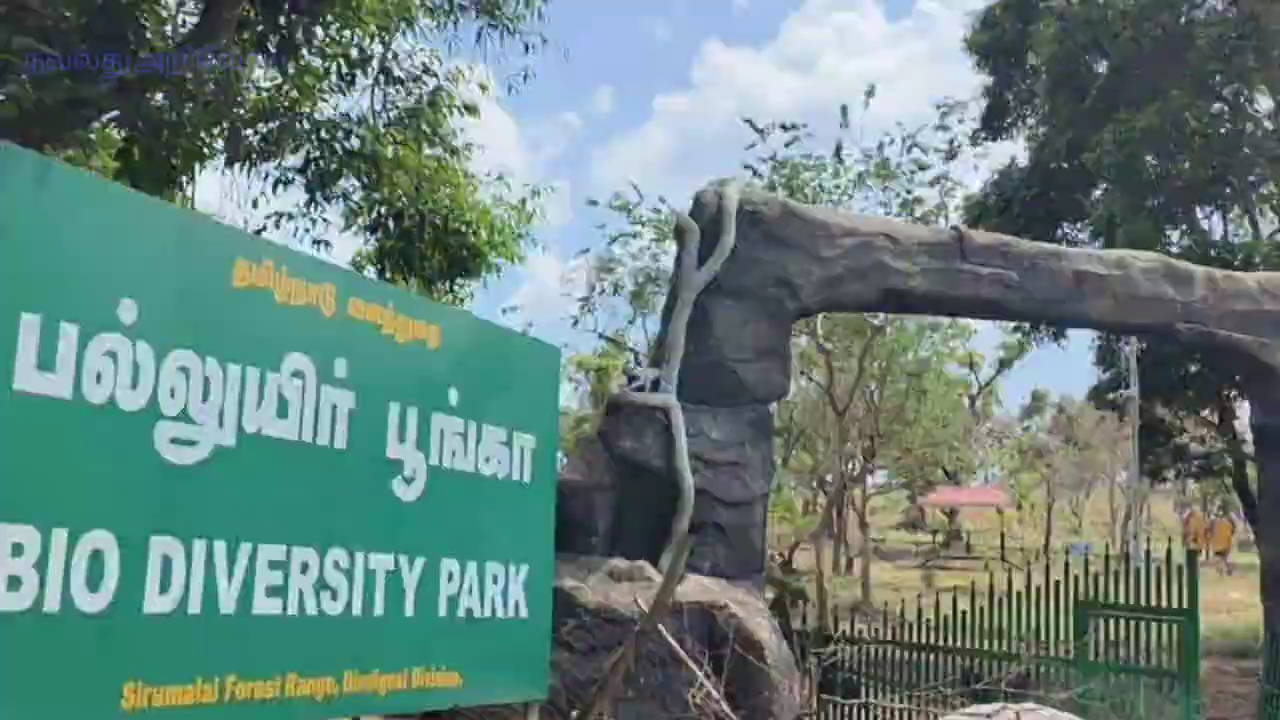 தமிழ்நாடு வனத்துறை
பல்லுயிர் பூங்கா
BIO DIVERSITY PARK
Sirumalai Forest Range, Dindigul Division.